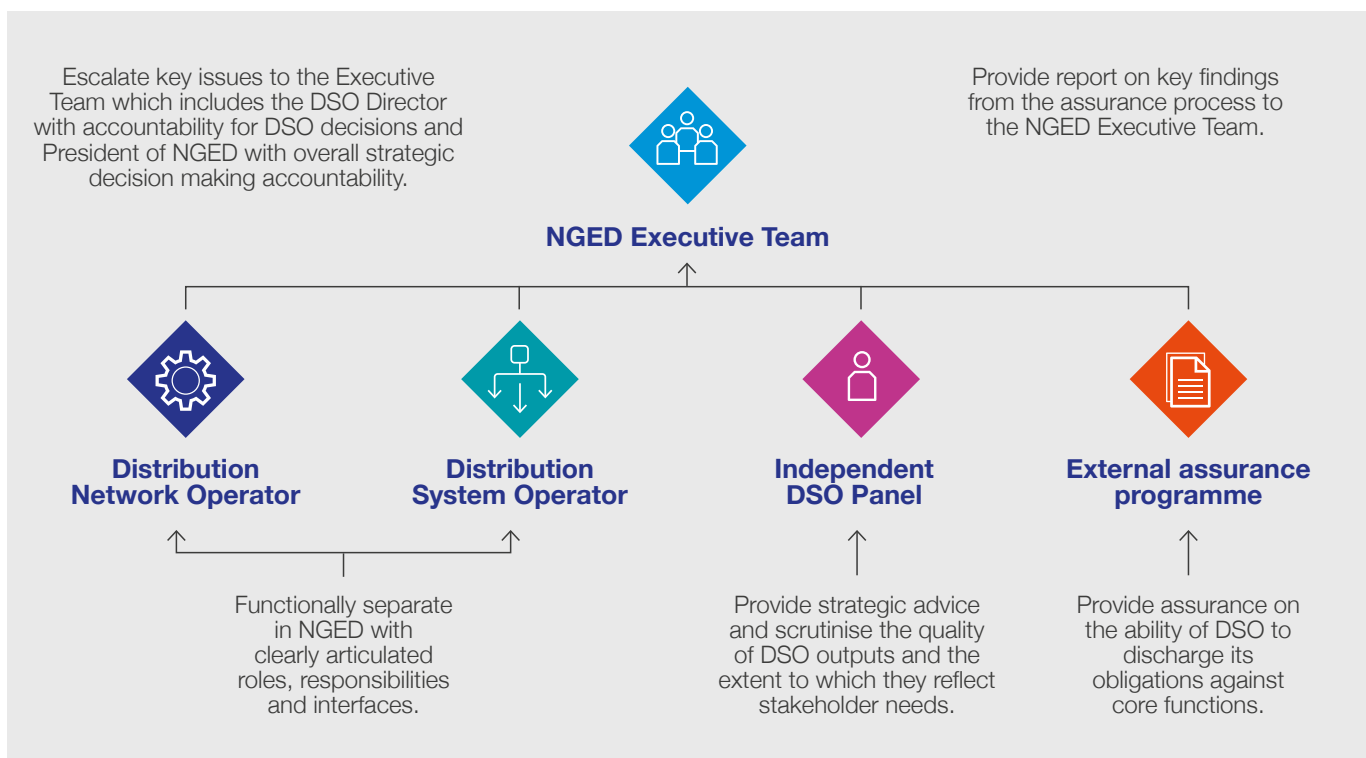 Escalate key issues to the Executive
Team which includes the DSO Director
with accountability for DSO decisions and
President of NGED with overall strategic
decision making accountability.
Provide report on key findings
from the assurance process to
the NGED Executive Team.
NGED Executive Team
Distribution
Network Operator
Distribution
System Operator
Independent
DSO Panel
External assurance
programme
Functionally separate
in NGED with
clearly articulated
roles, responsibilities
and interfaces.
Provide strategic advice
and scrutinise the quality
of DSO outputs and the
extent to which they reflect
stakeholder needs.
Provide assurance on
the ability of DSO to
discharge its
obligations against
core functions.